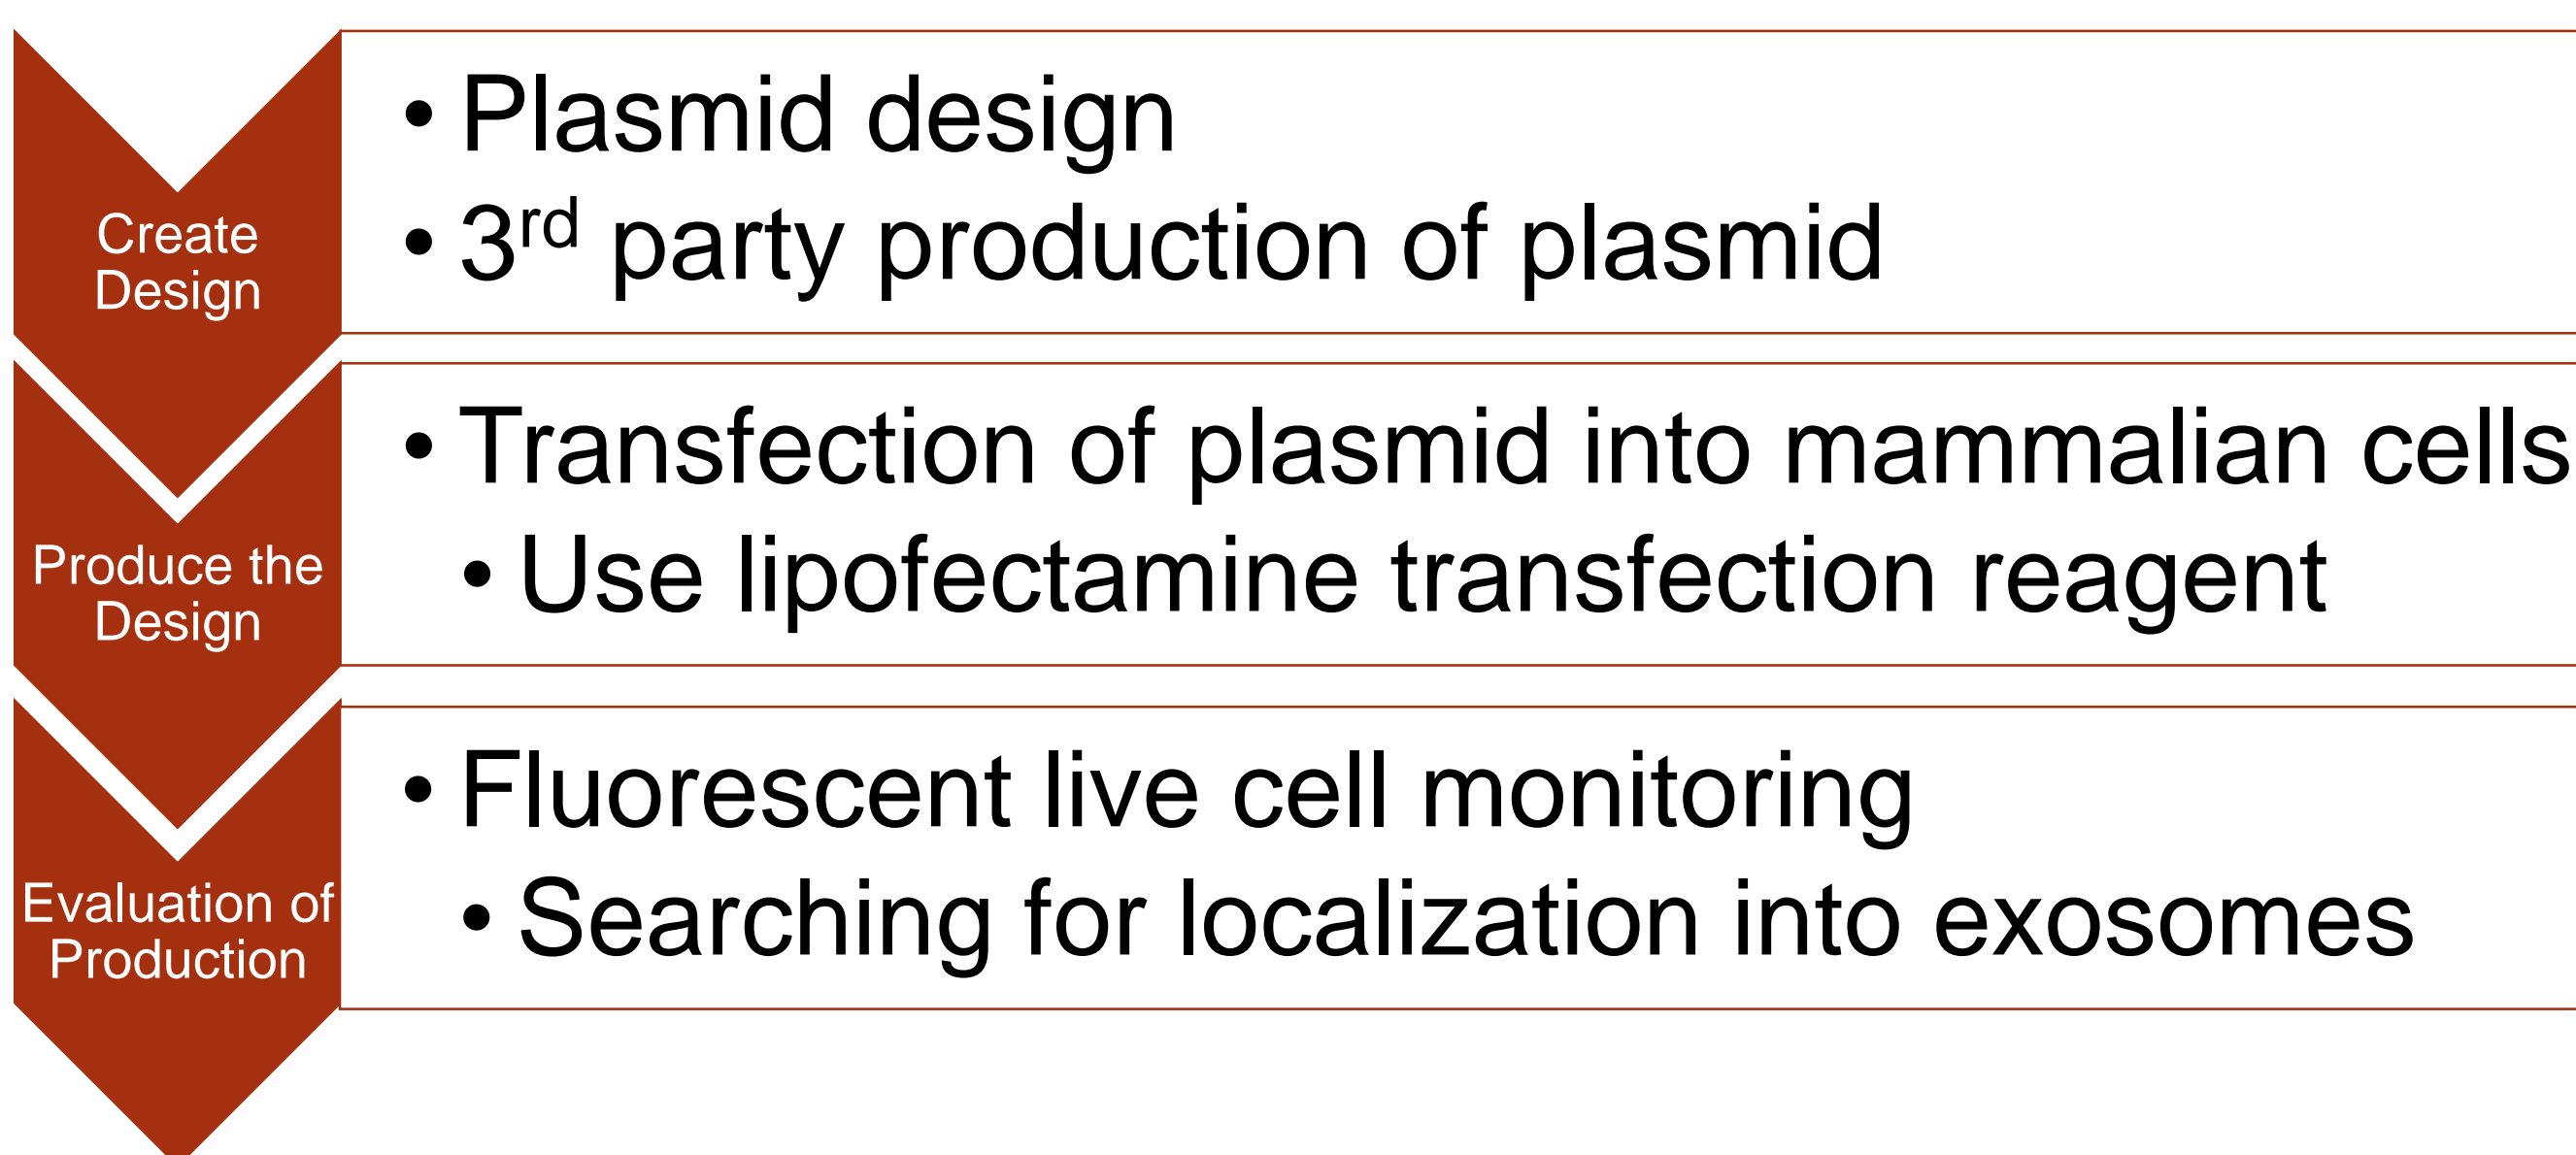 Create
Design
• Plasmid design
• 3rd party production of plasmid
Produce the
Design
• Transfection of plasmid into mammalian cells
• Use lipofectamine transfection reagent
Evaluation of
Production
• Fluorescent live cell monitoring
• Searching for localization into exosomes